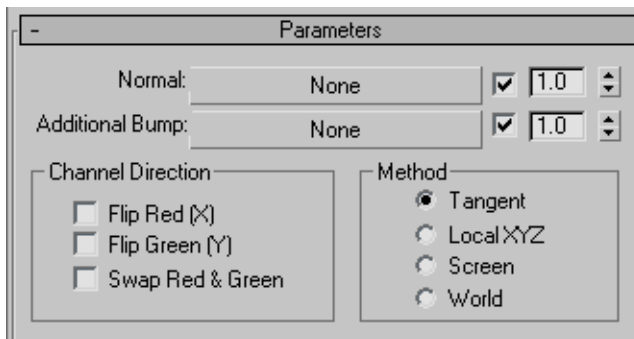 - Parameters
Normal: None 1.0
Additional Bump: None 1.0
Channel Direction
Flip Red (X)
Flip Green (Y)
Swap Red & Green
Method
Tangent
Local XYZ
Screen
World